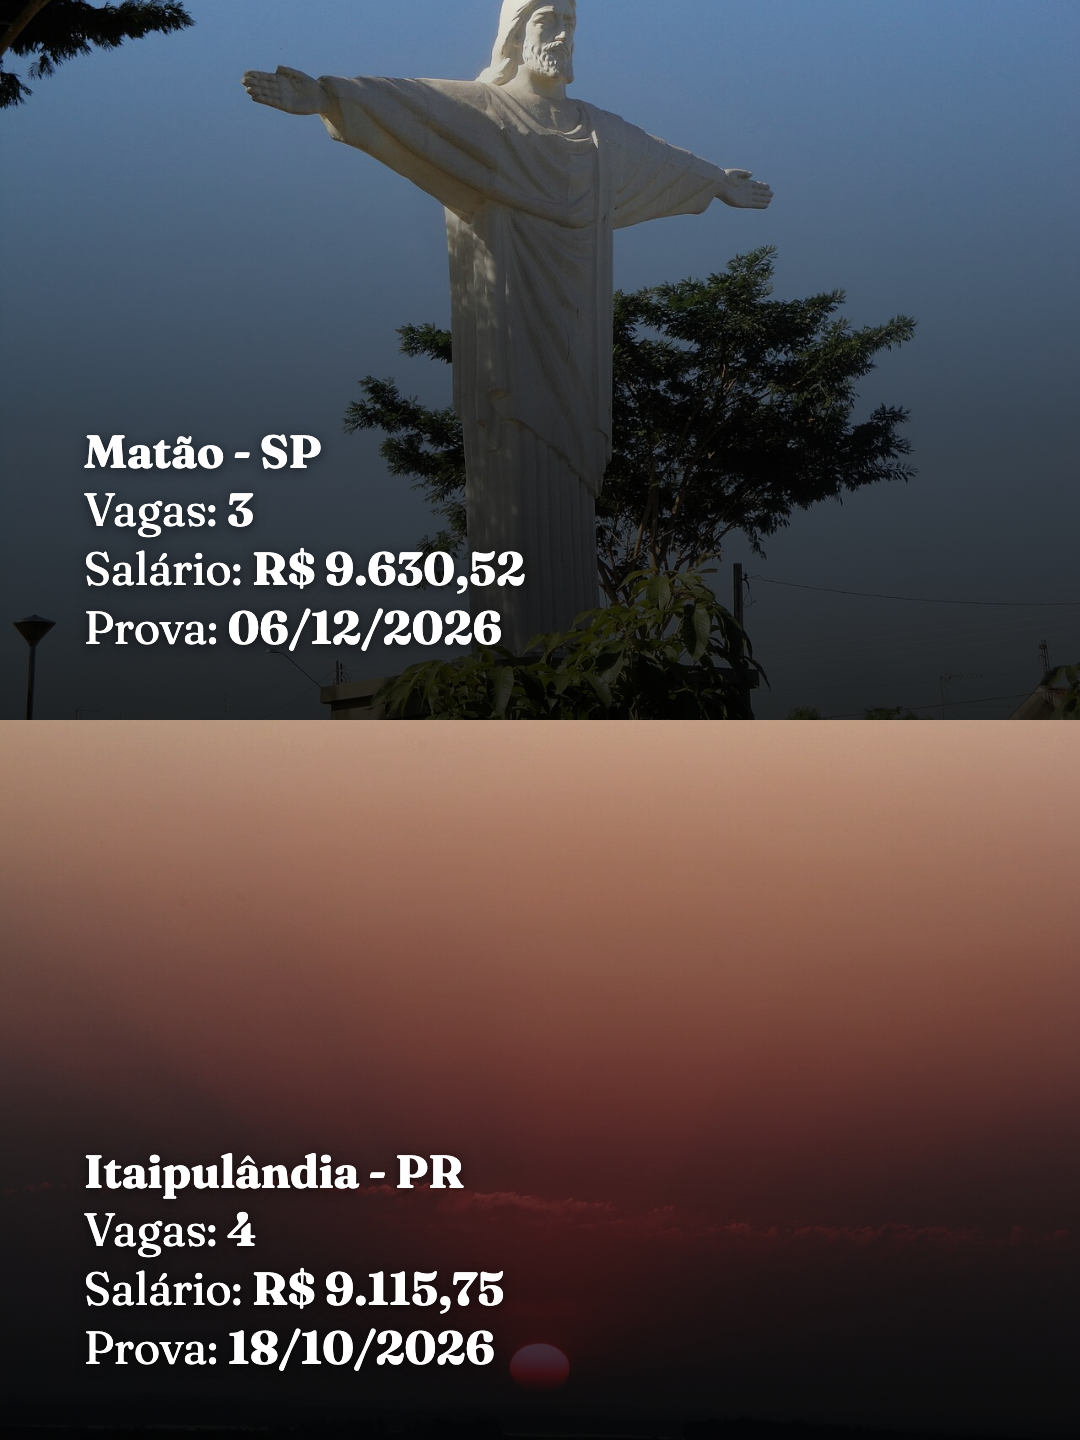 Matão - SP
Vagas: 3
Salário: R$ 9.630,52
Prova: 06/12/2026
Itaipulândia - PR
Vagas: 4
Salário: R$ 9.115,75
Prova: 18/10/2026